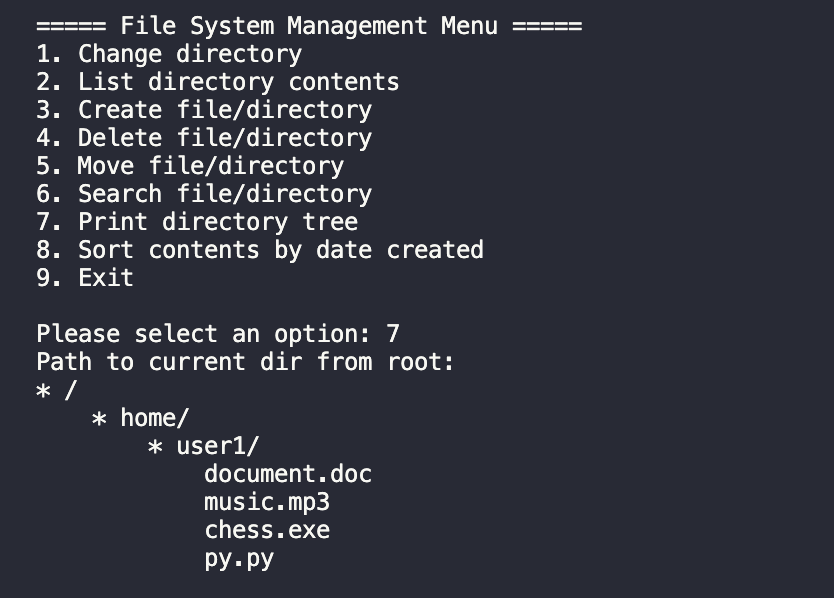 ===== File System Management Menu =====
1. Change directory
2. List directory contents
3. Create file/directory
4. Delete file/directory
5. Move file/directory
6. Search file/directory
7. Print directory tree
8. Sort contents by date created
9. Exit

Please select an option: 7
Path to current dir from root:
* /
    * home/
        * user1/
            document.doc
            music.mp3
            chess.exe
            py.py